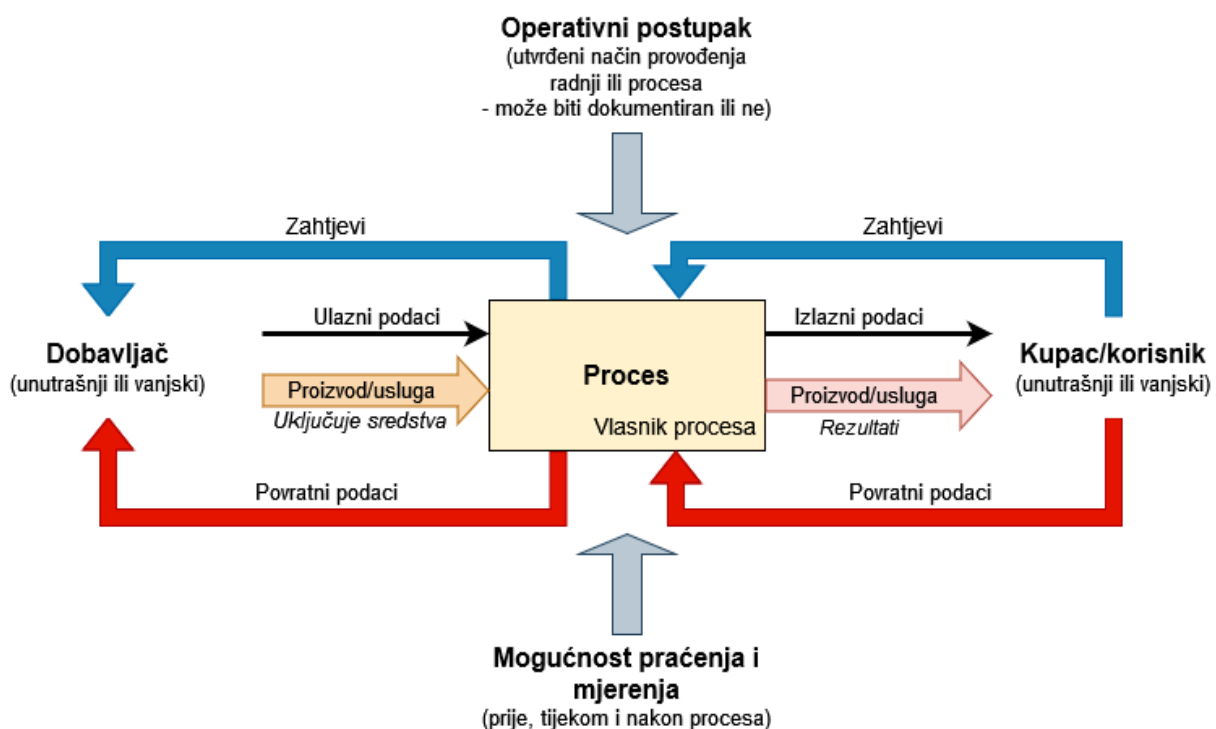 Operativni postupak
(utvrđeni način provođenja
radnji ili procesa
- može biti dokumentiran ili ne)
Zahtjevi
Zahtjevi
Ulazni podaci
Izlazni podaci
Dobavljač
(unutrašnji ili vanjski)
Proizvod/usluga
Uključuje sredstva
Proces
Vlasnik procesa
Proizvod/usluga
Rezultati
Kupac/korisnik
(unutrašnji ili vanjski)
Povratni podaci
Povratni podaci
Mogućnost praćenja i
mjerenja
(prije, tijekom i nakon procesa)